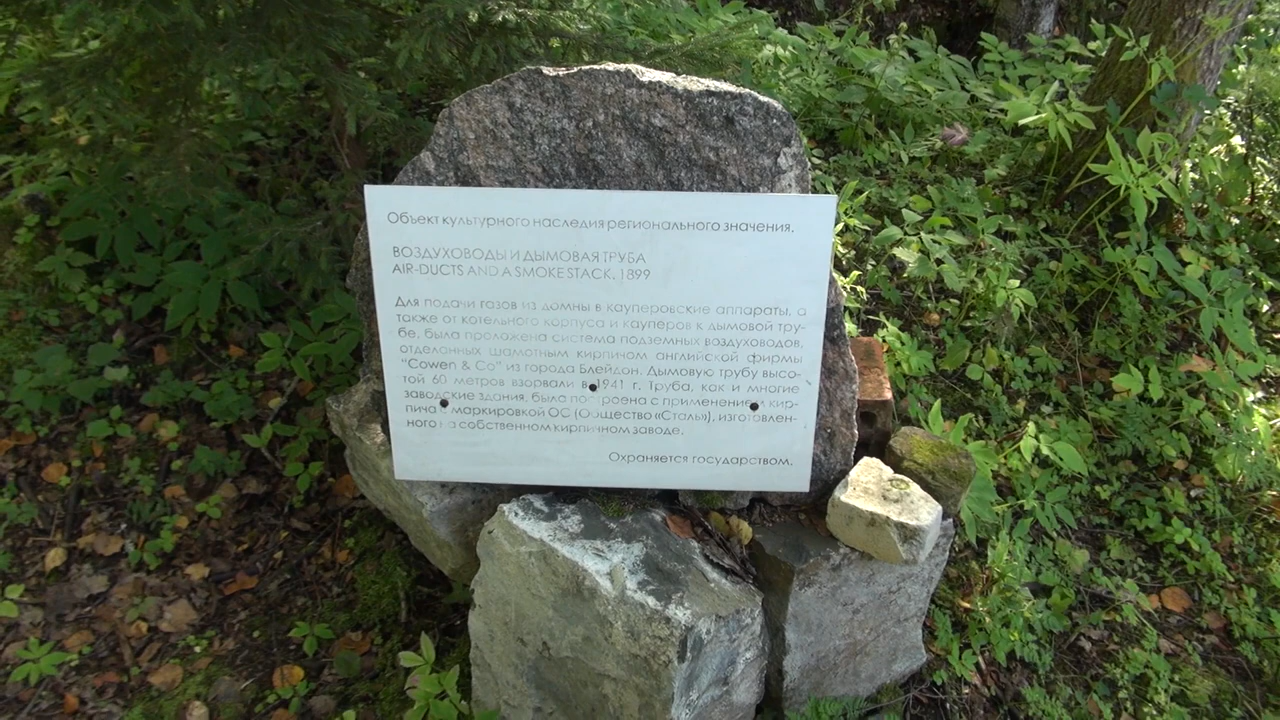 Объект культурного наследия регионального значения.
ВОЗДУХОВОДЫ И ДЫМОВАЯ ТРУБА
AIR-DUCTS AND A SMOKE STACK, 1899
Для подачи газов из домны в кауперовские аппараты, а
также от котельного корпуса и кауперов к дымовой тру-
бе, была проложена система подземных воздуховодов,
отделанных шамотным кирпичом английской фирмы
"Cowen & Co" из города Блейдон. Дымовую трубу высо-
той 60 метров взорвали в 1941 г. Труба, как и многие
заводские здания, была построена с применением кир-
пича с маркировкой ОС (Общество «Сталь»), изготовлен-
ного на собственном кирпичном заводе.
Охраняется государством.